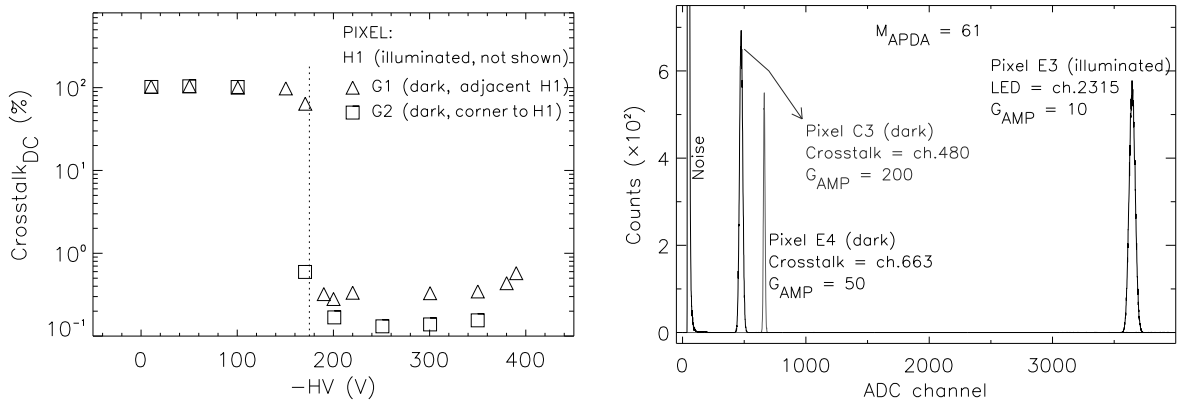 PIXEL:
H1 (illuminated, not shown)
G1 (dark, adjacent H1)
G2 (dark, corner to H1)
10²
10¹
10⁰
10⁻¹
Crosstalk_DC (%)
0
100
200
300
400
−HV (V)
M_APDA = 61
Pixel E3 (illuminated)
LED = ch.2315
G_AMP = 10
Pixel C3 (dark)
Crosstalk = ch.480
G_AMP = 200
Noise
Pixel E4 (dark)
Crosstalk = ch.663
G_AMP = 50
6
4
2
0
Counts (×10²)
0
1000
2000
3000
ADC channel